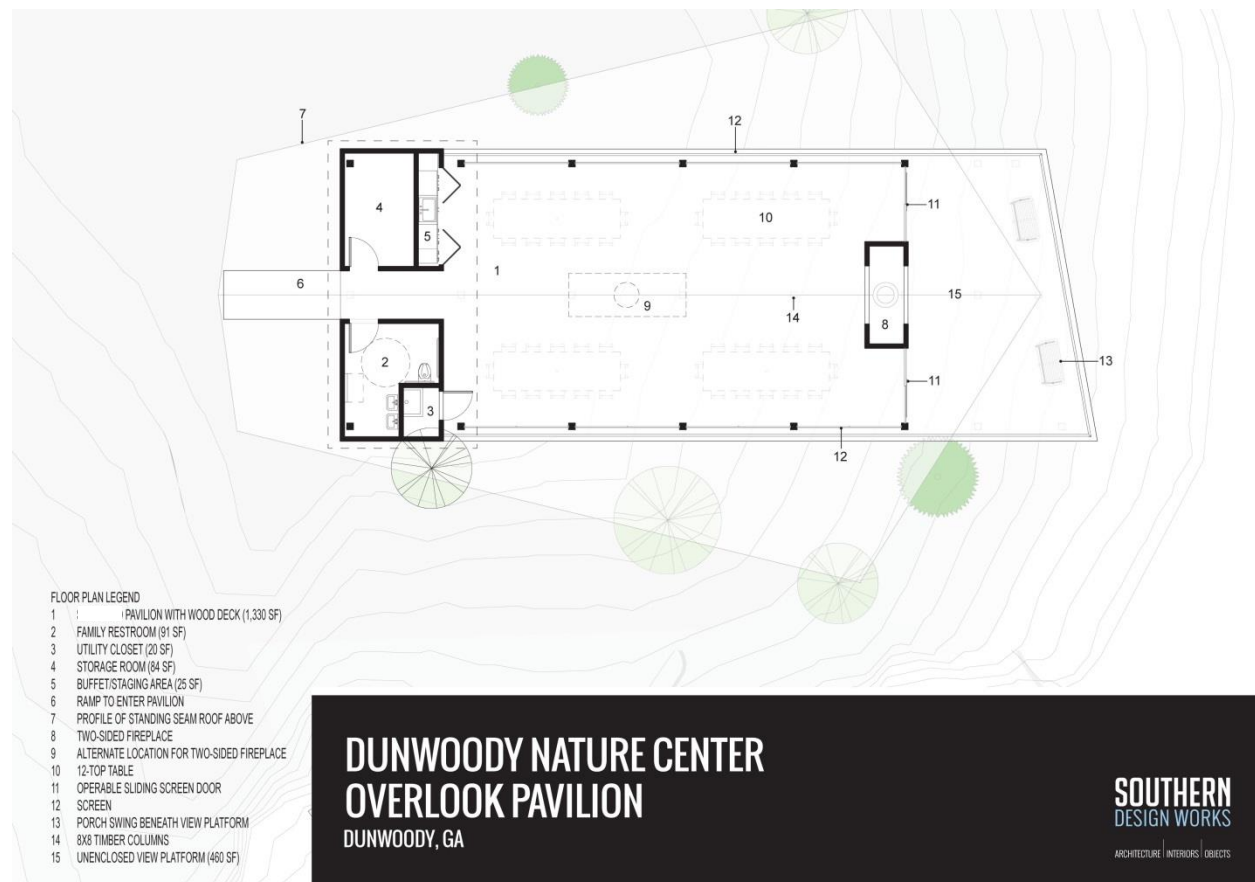 7
12
4
11
10
5
1
6
15
9
14
8
2
13
11
3
12
FLOOR PLAN LEGEND
1 PAVILION WITH WOOD DECK (1,330 SF)
2 FAMILY RESTROOM (91 SF)
3 UTILITY CLOSET (20 SF)
4 STORAGE ROOM (84 SF)
5 BUFFET/STAGING AREA (25 SF)
6 RAMP TO ENTER PAVILION
7 PROFILE OF STANDING SEAM ROOF ABOVE
8 TWO-SIDED FIREPLACE
9 ALTERNATE LOCATION FOR TWO-SIDED FIREPLACE
10 12-TOP TABLE
11 OPERABLE SLIDING SCREEN DOOR
12 SCREEN
13 PORCH SWING BENEATH VIEW PLATFORM
14 8X8 TIMBER COLUMNS
15 UNENCLOSED VIEW PLATFORM (460 SF)
DUNWOODY NATURE CENTER
OVERLOOK PAVILION
DUNWOODY, GA
SOUTHERN
DESIGN WORKS
ARCHITECTURE | INTERIORS | OBJECTS